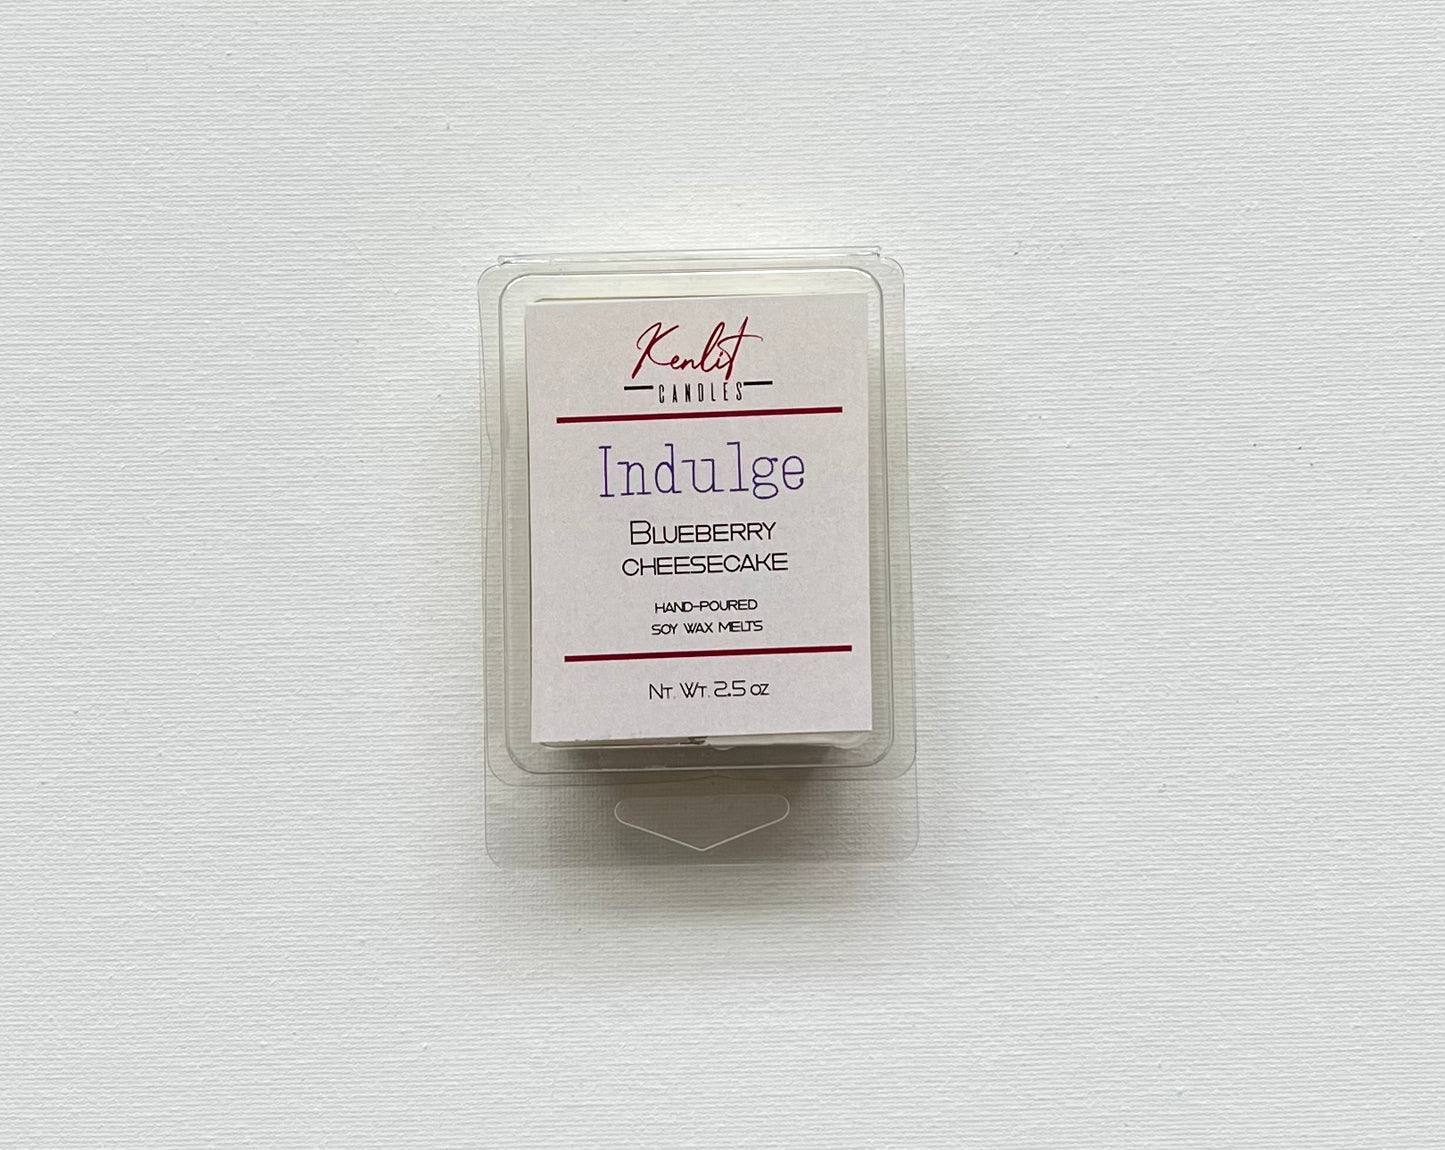 Kenlit
CANDLES
Indulge
BLUEBERRY
CHEESECAKE
HAND-POURED
SOY WAX MELTS
NT. WT. 2.5 OZ